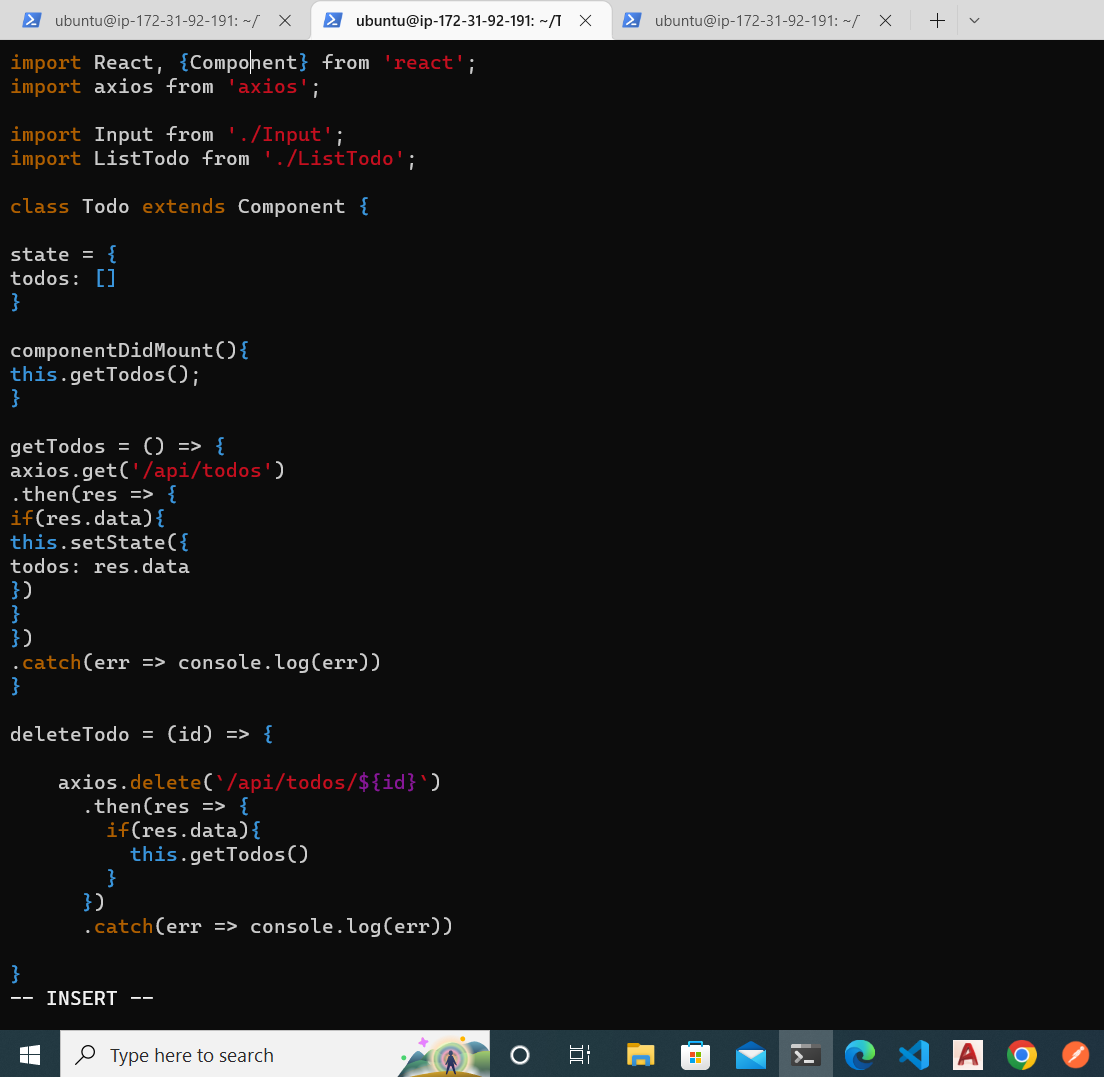 ubuntu@ip-172-31-92-191: ~/T
ubuntu@ip-172-31-92-191: ~/T
ubuntu@ip-172-31-92-191: ~/T
import React, {Component} from 'react';
import axios from 'axios';
import Input from './Input';
import ListTodo from './ListTodo';
class Todo extends Component {
state = {
todos: []
}
componentDidMount(){
this.getTodos();
}
getTodos = () => {
axios.get('/api/todos')
.then(res => {
if(res.data){
this.setState({
todos: res.data
})
}
})
.catch(err => console.log(err))
}
deleteTodo = (id) => {
    axios.delete(`/api/todos/${id}`)
      .then(res => {
        if(res.data){
          this.getTodos()
        }
      })
      .catch(err => console.log(err))
}
-- INSERT --
Type here to search